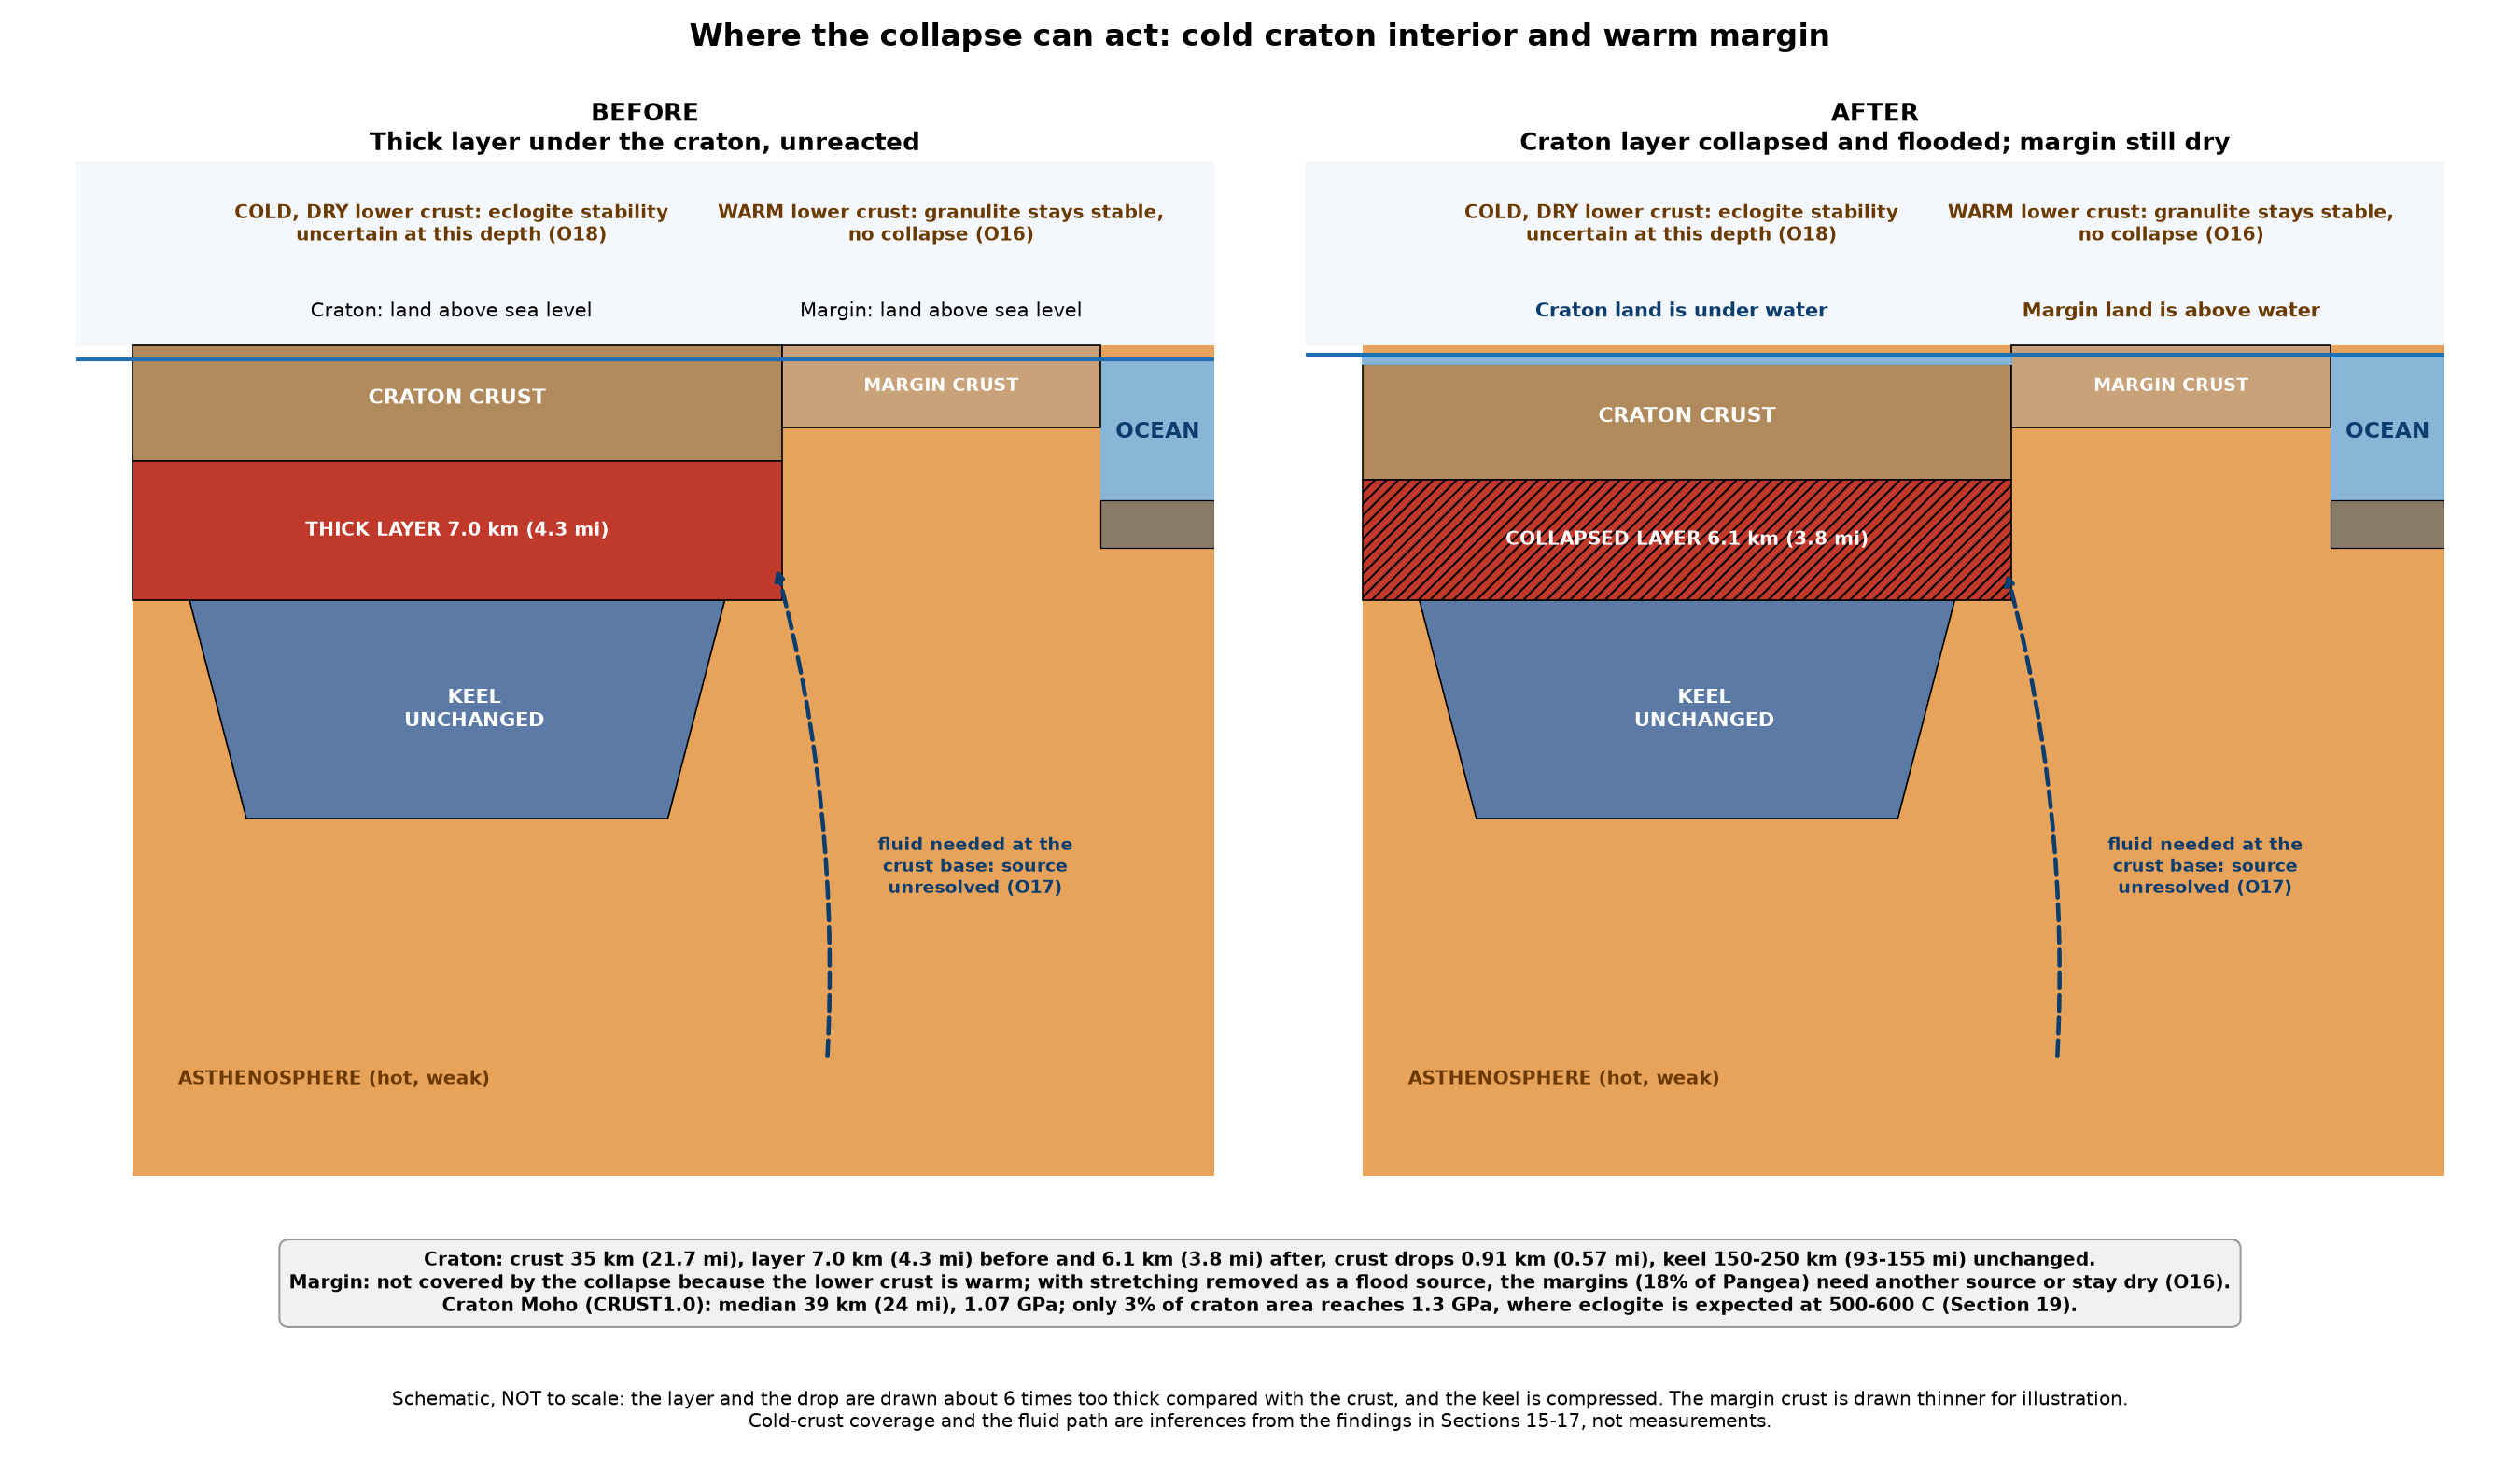 Where the collapse can act: cold craton interior and warm margin
BEFORE
Thick layer under the craton, unreacted
COLD, DRY lower crust: eclogite stability
uncertain at this depth (O18)
WARM lower crust: granulite stays stable,
no collapse (O16)
Craton: land above sea level
Margin: land above sea level
CRATON CRUST
MARGIN CRUST
OCEAN
THICK LAYER 7.0 km (4.3 mi)
KEEL
UNCHANGED
fluid needed at the
crust base: source
unresolved (O17)
ASTHENOSPHERE (hot, weak)
AFTER
Craton layer collapsed and flooded; margin still dry
COLD, DRY lower crust: eclogite stability
uncertain at this depth (O18)
WARM lower crust: granulite stays stable,
no collapse (O16)
Craton land is under water
Margin land is above water
CRATON CRUST
MARGIN CRUST
OCEAN
COLLAPSED LAYER 6.1 km (3.8 mi)
KEEL
UNCHANGED
fluid needed at the
crust base: source
unresolved (O17)
ASTHENOSPHERE (hot, weak)
Craton: crust 35 km (21.7 mi), layer 7.0 km (4.3 mi) before and 6.1 km (3.8 mi) after, crust drops 0.91 km (0.57 mi), keel 150-250 km (93-155 mi) unchanged.
Margin: not covered by the collapse because the lower crust is warm; with stretching removed as a flood source, the margins (18% of Pangea) need another source or stay dry (O16).
Craton Moho (CRUST1.0): median 39 km (24 mi), 1.07 GPa; only 3% of craton area reaches 1.3 GPa, where eclogite is expected at 500-600 C (Section 19).
Schematic, NOT to scale: the layer and the drop are drawn about 6 times too thick compared with the crust, and the keel is compressed. The margin crust is drawn thinner for illustration.
Cold-crust coverage and the fluid path are inferences from the findings in Sections 15-17, not measurements.